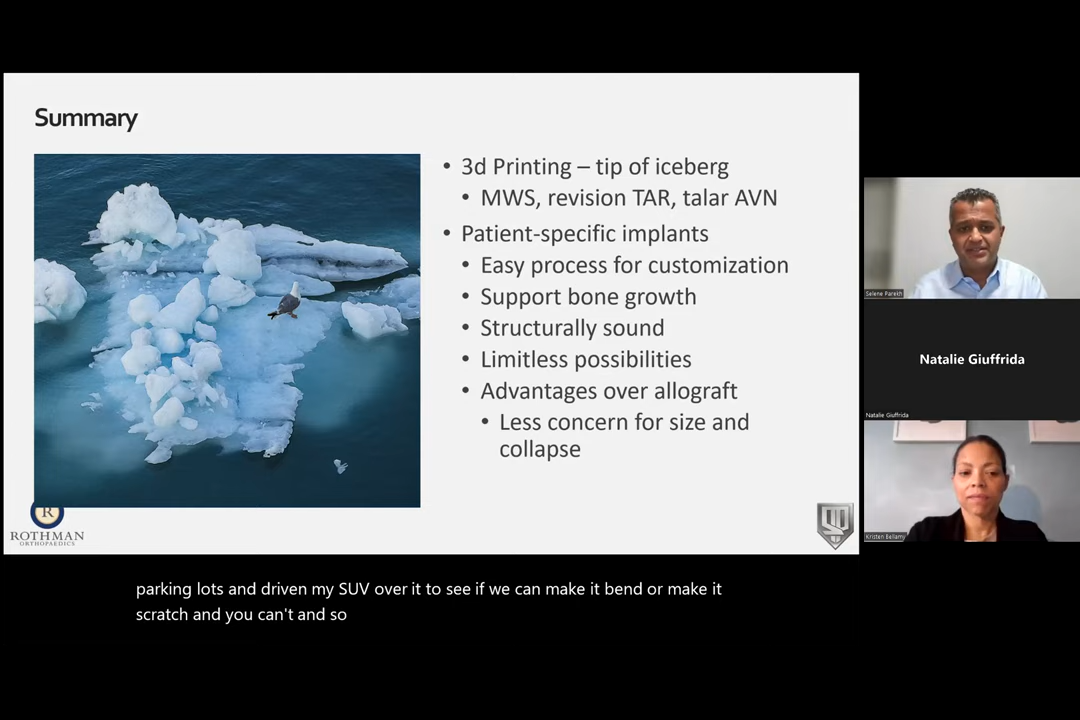 Summary
• 3d Printing – tip of iceberg
• MWS, revision TAR, talar AVN
• Patient-specific implants
• Easy process for customization
• Support bone growth
• Structurally sound
• Limitless possibilities
• Advantages over allograft
• Less concern for size and
collapse
R
ROTHMAN
ORTHOPAEDICS
Selene Parekh
Natalie Giuffrida
Natalie Giuffrida
Kristen Bellamy
parking lots and driven my SUV over it to see if we can make it bend or make it
scratch and you can't and so